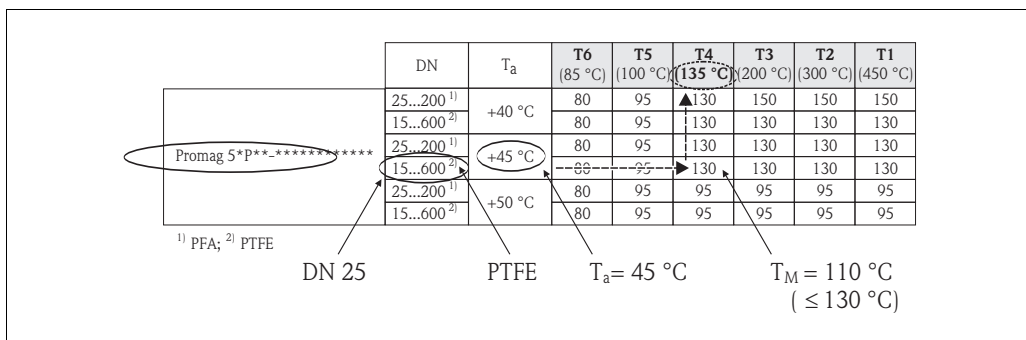 DN Ta T6 T5 T4 T3 T2 T1
(85 °C) (100 °C) (135 °C) (200 °C) (300 °C) (450 °C)
25...200 1) +40 °C 80 95 130 150 150 150
15...600 2) 80 95 130 130 130 130
Promag 5*P**-************ 25...200 1) +45 °C 80 95 130 130 130 130
15...600 2) 80 95 130 130 130 130
25...200 1) +50 °C 80 95 95 95 95 95
15...600 2) 80 95 95 95 95 95
1) PFA; 2) PTFE
DN 25 PTFE Ta= 45 °C TM = 110 °C
( ≤ 130 °C)